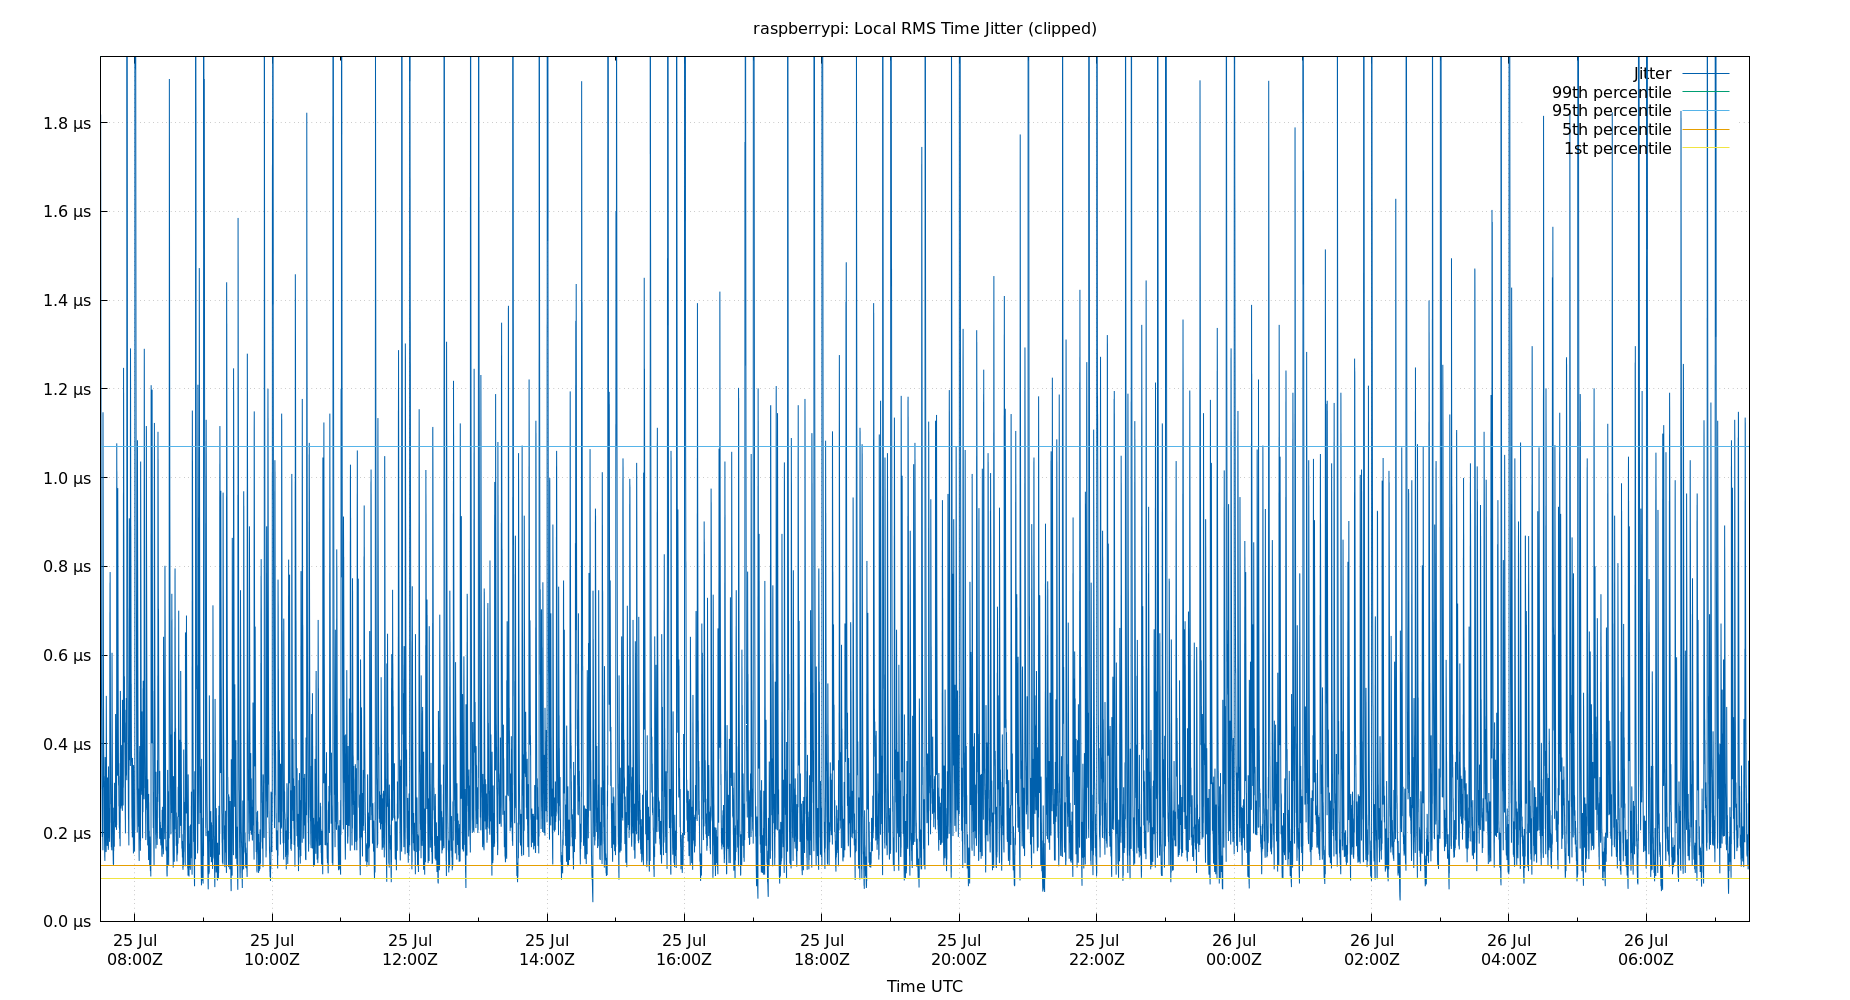 raspberrypi: Local RMS Time Jitter (clipped)
Jitter
99th percentile
95th percentile
5th percentile
1st percentile
1.8 µs
1.6 µs
1.4 µs
1.2 µs
1.0 µs
0.8 µs
0.6 µs
0.4 µs
0.2 µs
0.0 µs
25 Jul 25 Jul 25 Jul 25 Jul 25 Jul 25 Jul 25 Jul 25 Jul 26 Jul 26 Jul 26 Jul 26 Jul
08:00Z 10:00Z 12:00Z 14:00Z 16:00Z 18:00Z 20:00Z 22:00Z 00:00Z 02:00Z 04:00Z 06:00Z
Time UTC